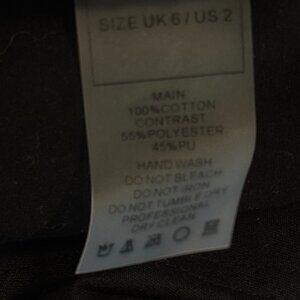 SIZE UK 6 / US 2
MAIN
100%COTTON
CONTRAST
55%POLYESTER
45%PU
HAND WASH
DO NOT BLEACH
DO NOT IRON
DO NOT TUMBLE DRY
PROFESSIONAL
DRY CLEAN